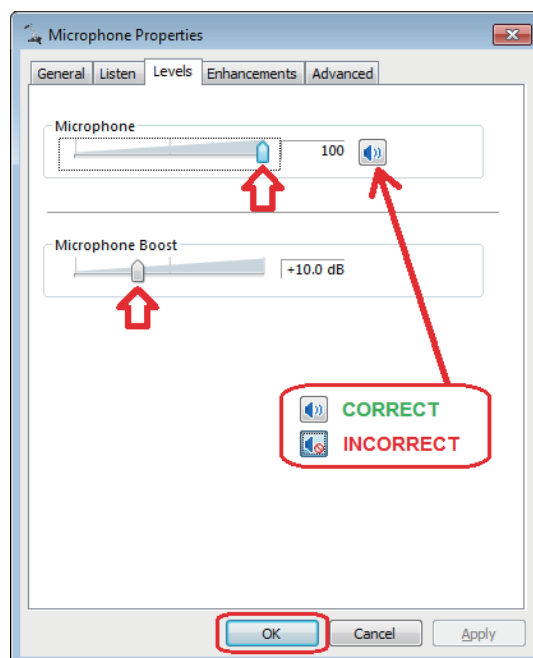 Microphone Properties
General Listen Levels Enhancements Advanced
Microphone
100
Microphone Boost
+10.0 dB
CORRECT
INCORRECT
OK Cancel Apply